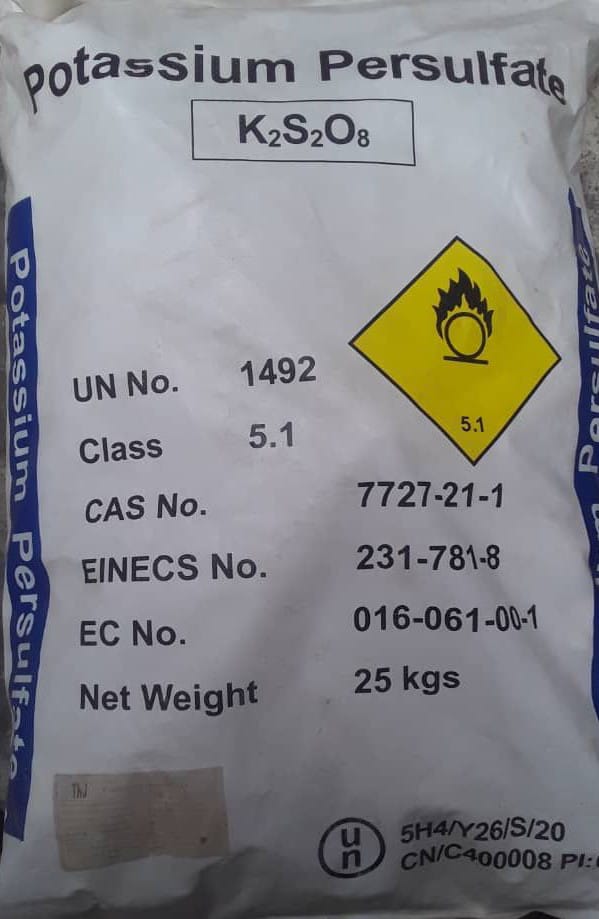 Potassium Persulfate
K₂S₂O₈
Potassium Persulfate
Persulfate
5.1
UN No. 1492
Class 5.1
CAS No. 7727-21-1
EINECS No. 231-781-8
EC No. 016-061-00-1
Net Weight 25 kgs
un
5H4/Y26/S/20
CN/C400008 PI: